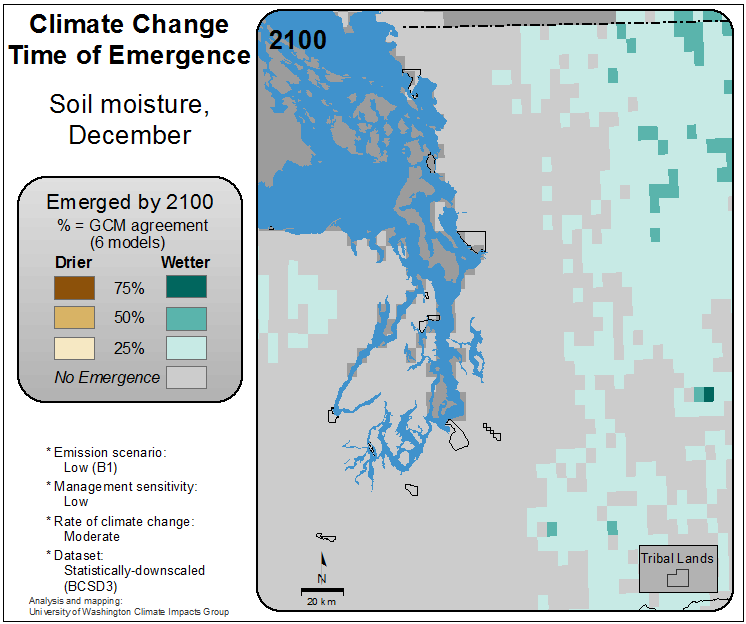 Climate Change
Time of Emergence
Soil moisture,
December
Emerged by 2100
% = GCM agreement
(6 models)
Drier Wetter
75%
50%
25%
No Emergence
* Emission scenario:
Low (B1)
* Management sensitivity:
Low
* Rate of climate change:
Moderate
* Dataset:
Statistically-downscaled
(BCSD3)
Analysis and mapping:
University of Washington Climate Impacts Group
2100
N
20 km
Tribal Lands